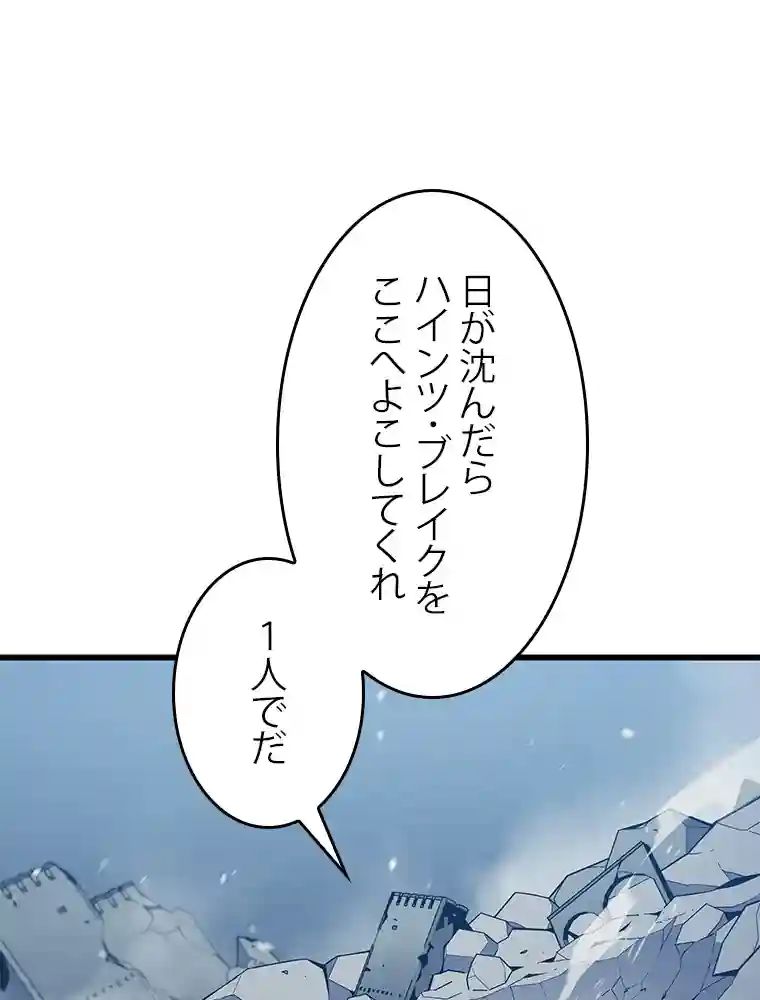 日が沈んだら
ハインツ・ブレイクを
ここへよこしてくれ
1人でだ